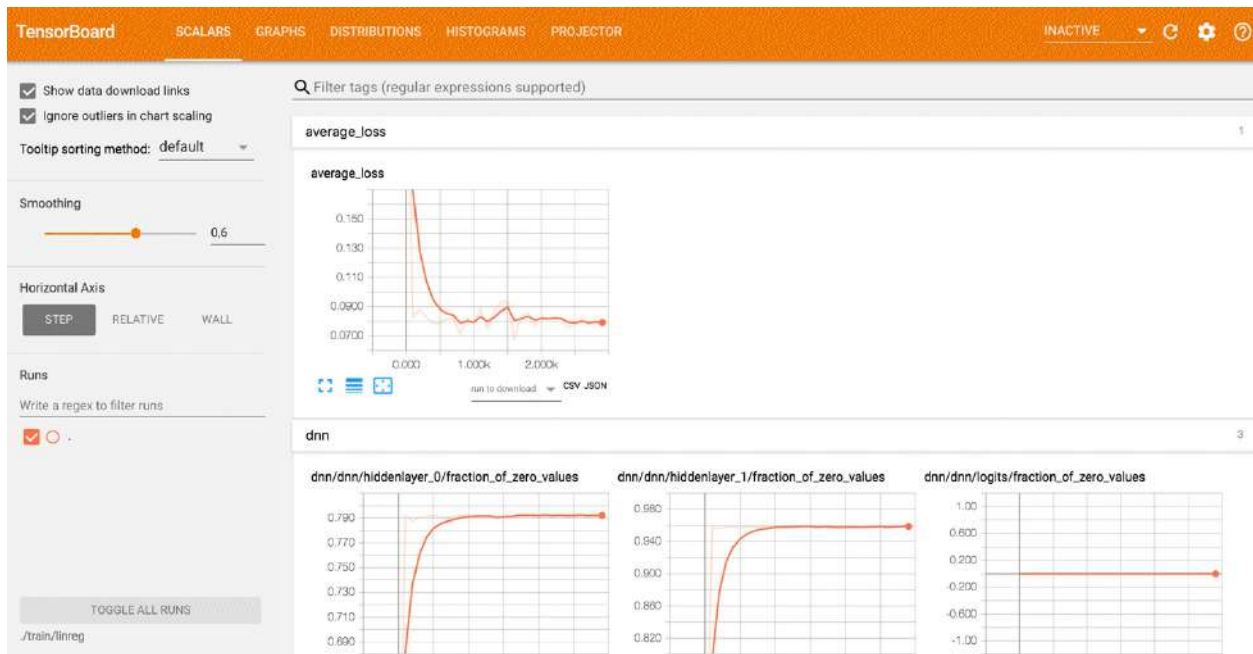 TensorBoard SCALARS GRAPHS DISTRIBUTIONS HISTOGRAMS PROJECTOR INACTIVE
Show data download links
Ignore outliers in chart scaling
Tooltip sorting method: default
Smoothing
0,6
Horizontal Axis
STEP RELATIVE WALL
Runs
Write a regex to filter runs
.
TOGGLE ALL RUNS
./train/linreg
Filter tags (regular expressions supported)
average_loss 1
average_loss
0.150
0.130
0.110
0.0900
0.0700
0.000 1.000k 2.000k
run to download CSV JSON
dnn 3
dnn/dnn/hiddenlayer_0/fraction_of_zero_values
0.790
0.770
0.750
0.730
0.710
0.690
dnn/dnn/hiddenlayer_1/fraction_of_zero_values
0.980
0.940
0.900
0.860
0.820
dnn/dnn/logits/fraction_of_zero_values
1.00
0.600
0.200
-0.200
-0.600
-1.00